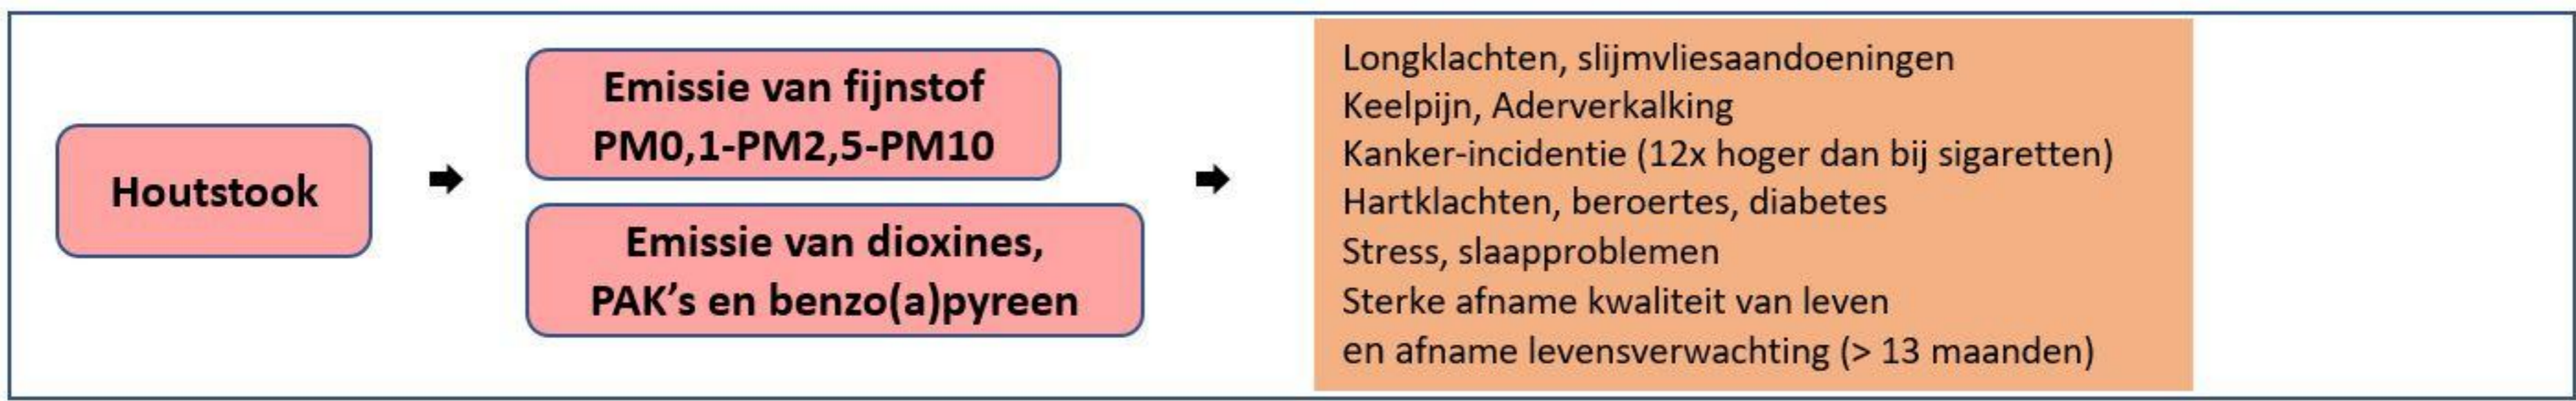 Houtstook
Emissie van fijnstof
PM0,1-PM2,5-PM10
Emissie van dioxines,
PAK’s en benzo(a)pyreen
Longklachten, slijmvliesaandoeningen
Keelpijn, Aderverkalking
Kanker-incidentie (12x hoger dan bij sigaretten)
Hartklachten, beroertes, diabetes
Stress, slaapproblemen
Sterke afname kwaliteit van leven
en afname levensverwachting (> 13 maanden)